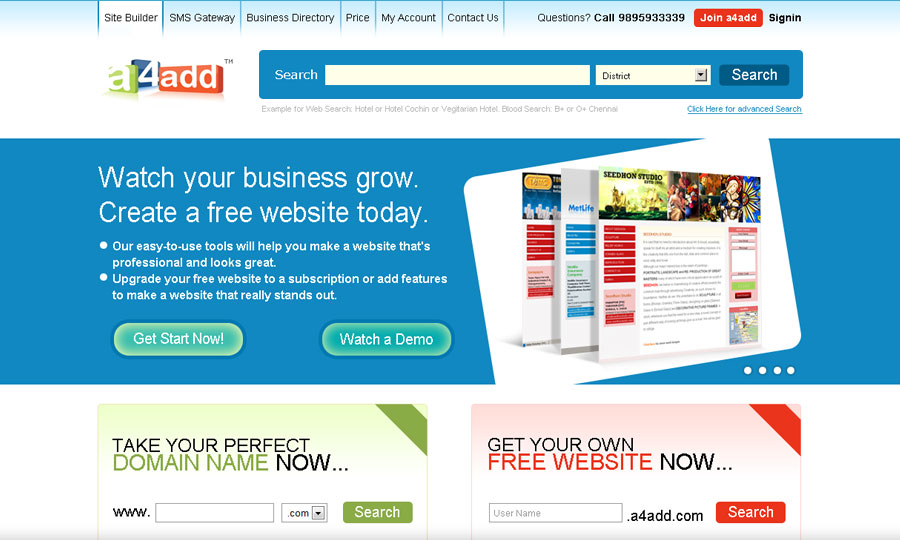 Site Builder
SMS Gateway
Business Directory
Price
My Account
Contact Us
Questions? Call 9895933339
Join a4add
Signin
a4add™
Search
District
Search
Example for Web Search: Hotel or Hotel Cochin or Vegitarian Hotel. Blood Search: B+ or O+ Chennai
Click Here for advanced Search
Watch your business grow.
Create a free website today.
Our easy-to-use tools will help you make a website that's
professional and looks great.
Upgrade your free website to a subscription or add features
to make a website that really stands out.
Get Start Now!
Watch a Demo
MetLife
SEEDHON STUDIO
TAKE YOUR PERFECT
DOMAIN NAME NOW...
www.
.com
Search
GET YOUR OWN
FREE WEBSITE NOW...
User Name
.a4add.com
Search